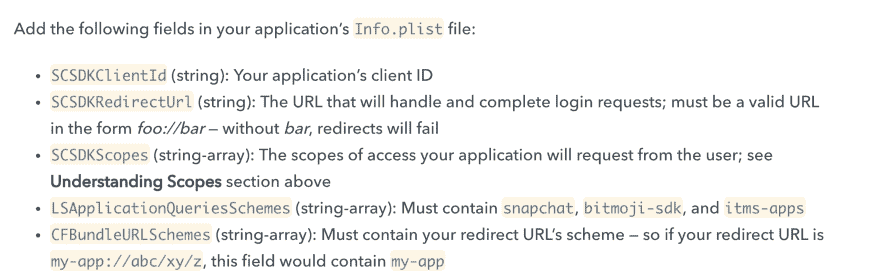 Add the following fields in your application’s Info.plist file:
• SCSDKClientId (string): Your application’s client ID
• SCSDKRedirectUrl (string): The URL that will handle and complete login requests; must be a valid URL
in the form foo://bar – without bar, redirects will fail
• SCSDKScopes (string-array): The scopes of access your application will request from the user; see
Understanding Scopes section above
• LSApplicationQueriesSchemes (string-array): Must contain snapchat, bitmoji-sdk, and itms-apps
• CFBundleURLSchemes (string-array): Must contain your redirect URL’s scheme – so if your redirect URL is
my-app://abc/xy/z, this field would contain my-app